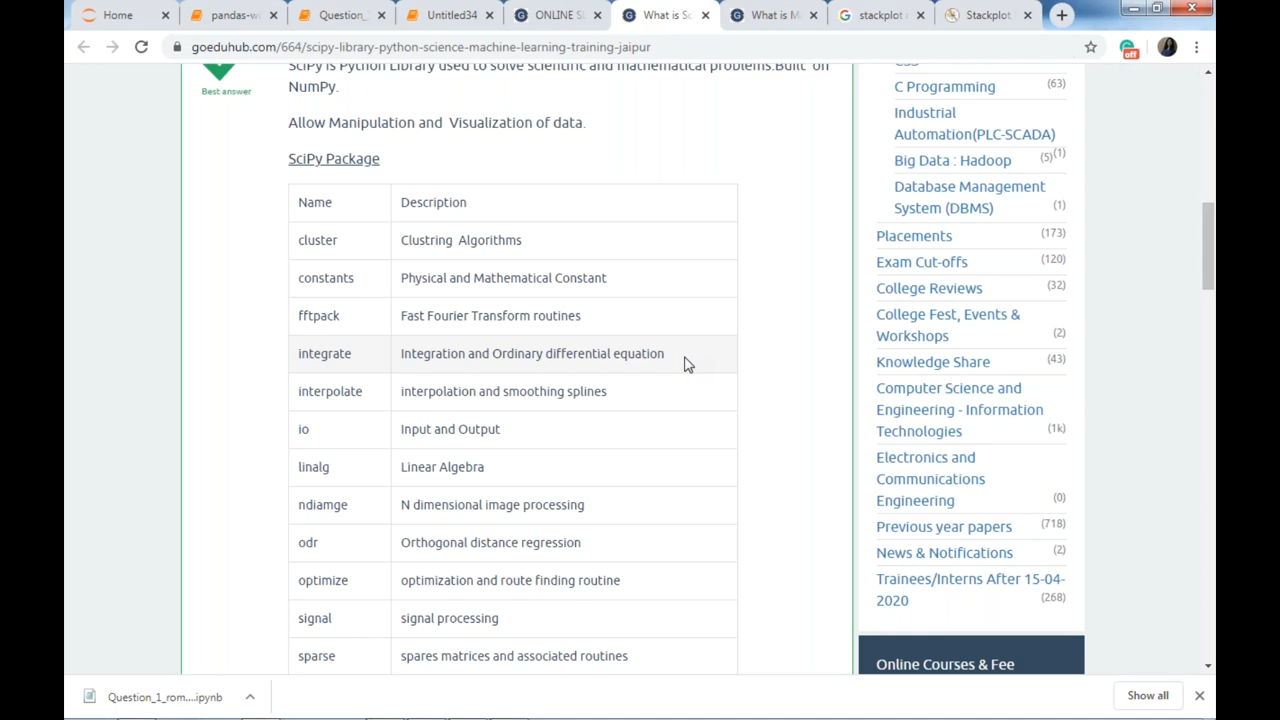 Home
pandas-w
Question_
Untitled34
ONLINE S
What is Sc
What is M
stackplot
Stackplot
goeduhub.com/664/scipy-library-python-science-machine-learning-training-jaipur
off
Best answer
SciPy is Python Library used to solve scientific and mathematical problems.Built on
NumPy.
Allow Manipulation and Visualization of data.
SciPy Package
Name Description
cluster Clustring Algorithms
constants Physical and Mathematical Constant
fftpack Fast Fourier Transform routines
integrate Integration and Ordinary differential equation
interpolate interpolation and smoothing splines
io Input and Output
linalg Linear Algebra
ndiamge N dimensional image processing
odr Orthogonal distance regression
optimize optimization and route finding routine
signal signal processing
sparse spares matrices and associated routines
C Programming (63)
Industrial
Automation(PLC-SCADA)
(1)
Big Data : Hadoop (5)
Database Management
System (DBMS) (1)
Placements (173)
Exam Cut-offs (120)
College Reviews (32)
College Fest, Events &
Workshops (2)
Knowledge Share (43)
Computer Science and
Engineering - Information
Technologies (1k)
Electronics and
Communications
Engineering (0)
Previous year papers (718)
News & Notifications (2)
Trainees/Interns After 15-04-
2020 (268)
Online Courses & Fee
Question_1_rom....ipynb
Show all